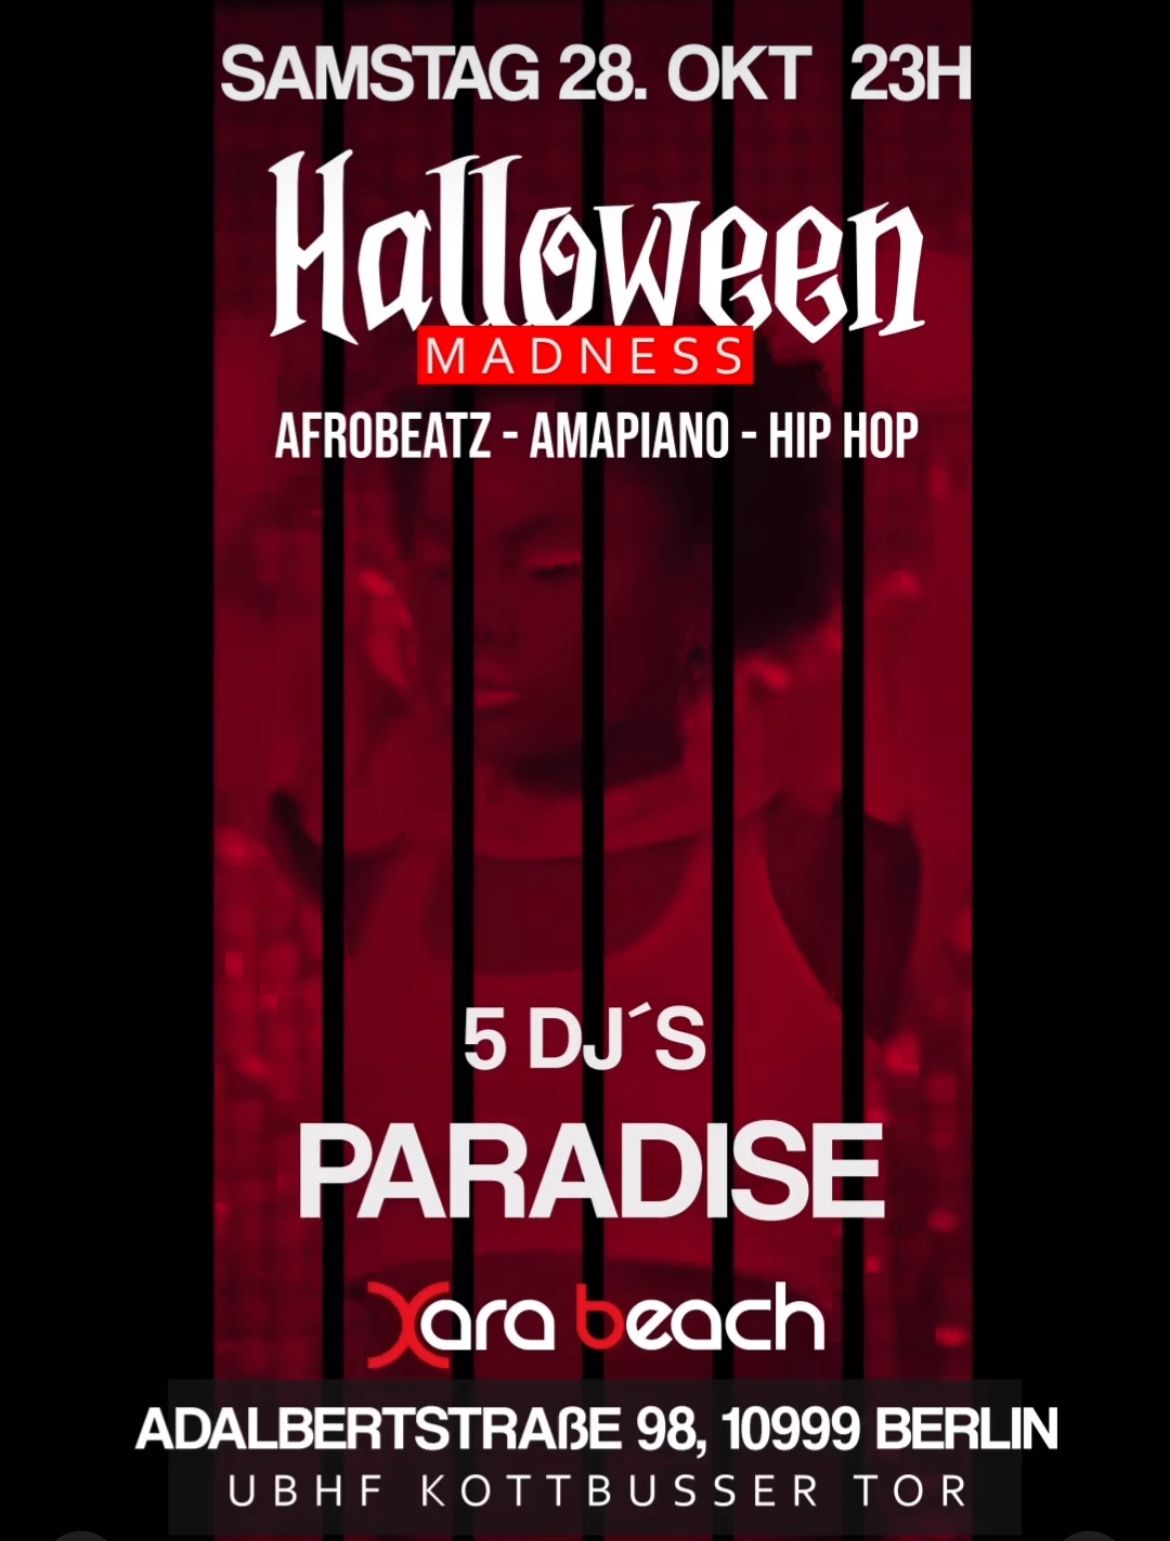 SAMSTAG 28. OKT 23H
Halloween
MADNESS
AFROBEATZ - AMAPIANO - HIP HOP
5 DJ´S
PARADISE
Xara beach
ADALBERTSTRAßE 98, 10999 BERLIN
UBHF KOTTBUSSER TOR